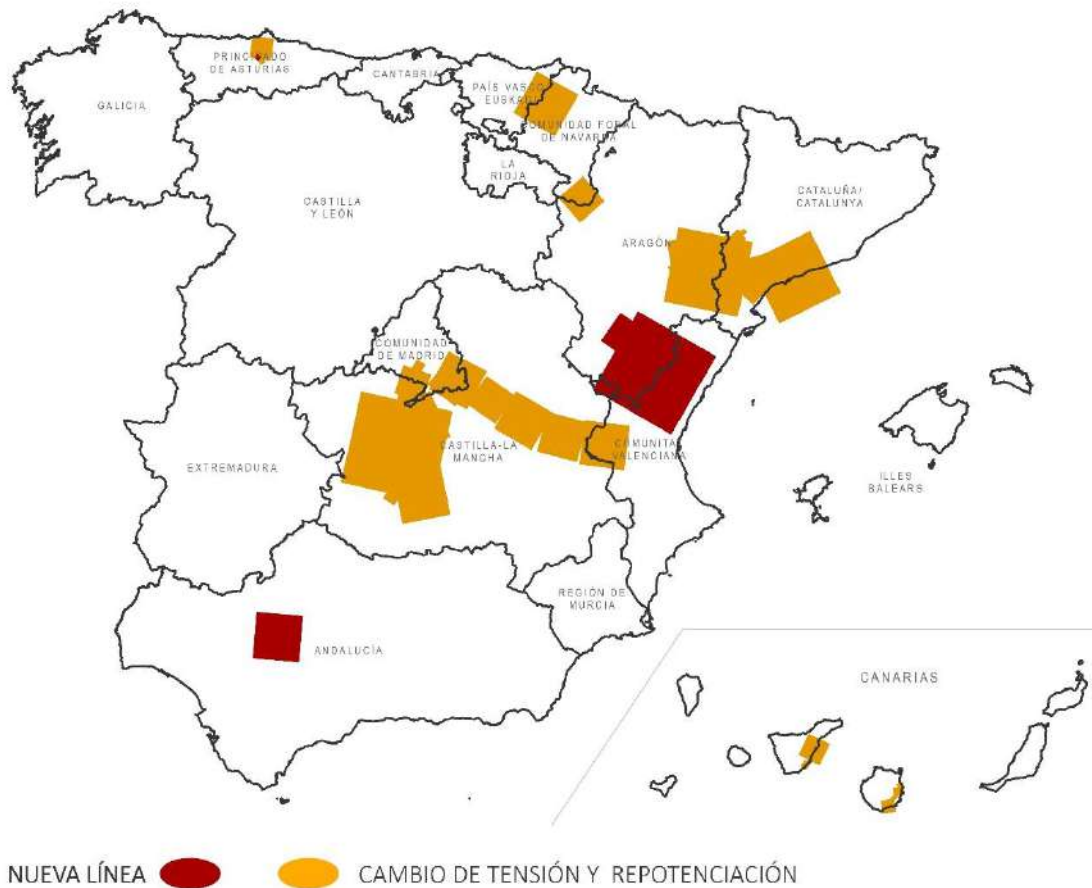 PRINCIPADO
DE ASTURIAS
CANTABRIA
PAÍS VASCO
EUSKADI
GALICIA
COMUNIDAD FORAL
DE NAVARRA
LA
RIOJA
CASTILLA
Y LEÓN
CATALUÑA/
CATALUNYA
ARAGÓN
COMUNIDAD
DE MADRID
CASTILLA-LA
MANCHA
COMUNITAT
VALENCIANA
EXTREMADURA
ILLES
BALEARS
REGIÓN DE
MURCIA
ANDALUCÍA
CANARIAS
NUEVA LÍNEA
CAMBIO DE TENSIÓN Y REPOTENCIACIÓN